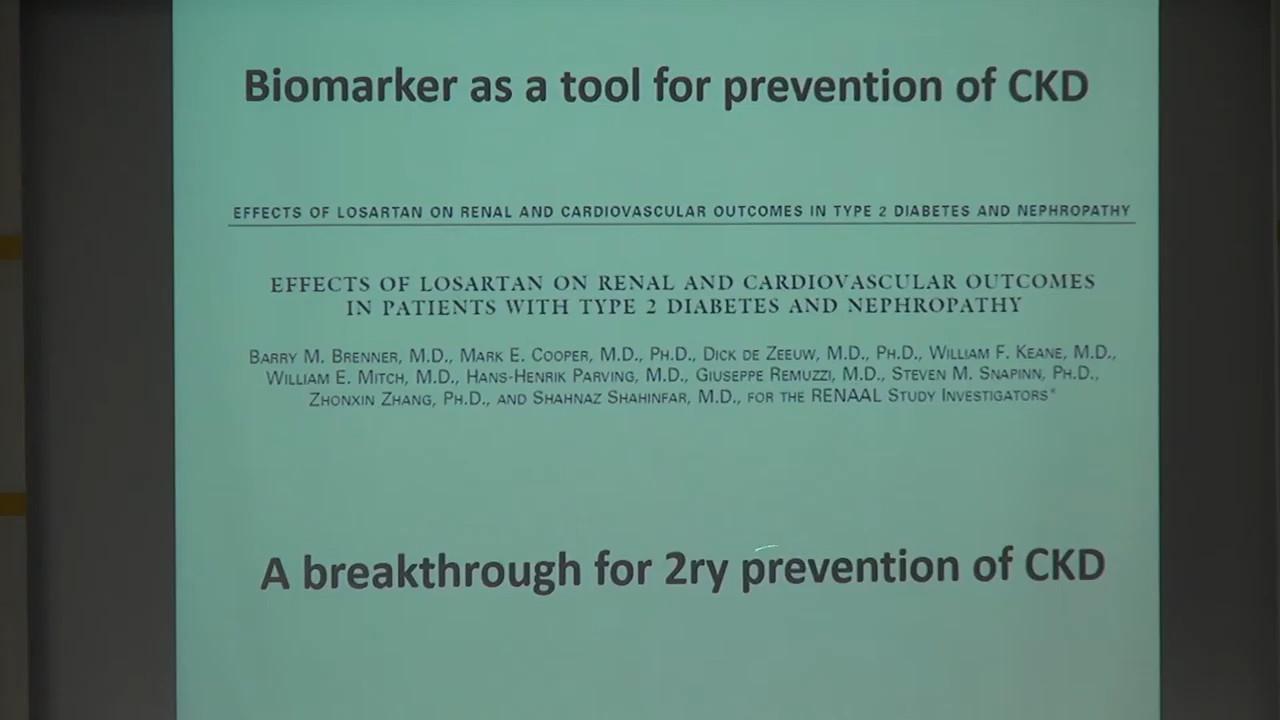 Biomarker as a tool for prevention of CKD
EFFECTS OF LOSARTAN ON RENAL AND CARDIOVASCULAR OUTCOMES IN TYPE 2 DIABETES AND NEPHROPATHY
EFFECTS OF LOSARTAN ON RENAL AND CARDIOVASCULAR OUTCOMES
IN PATIENTS WITH TYPE 2 DIABETES AND NEPHROPATHY
BARRY M. BRENNER, M.D., MARK E. COOPER, M.D., PH.D., DICK DE ZEEUW, M.D., PH.D., WILLIAM F. KEANE, M.D.,
WILLIAM E. MITCH, M.D., HANS-HENRIK PARVING, M.D., GIUSEPPE REMUZZI, M.D., STEVEN M. SNAPINN, PH.D.,
ZHONXIN ZHANG, PH.D., AND SHAHNAZ SHAHINFAR, M.D., FOR THE RENAAL STUDY INVESTIGATORS*
A breakthrough for 2ry prevention of CKD